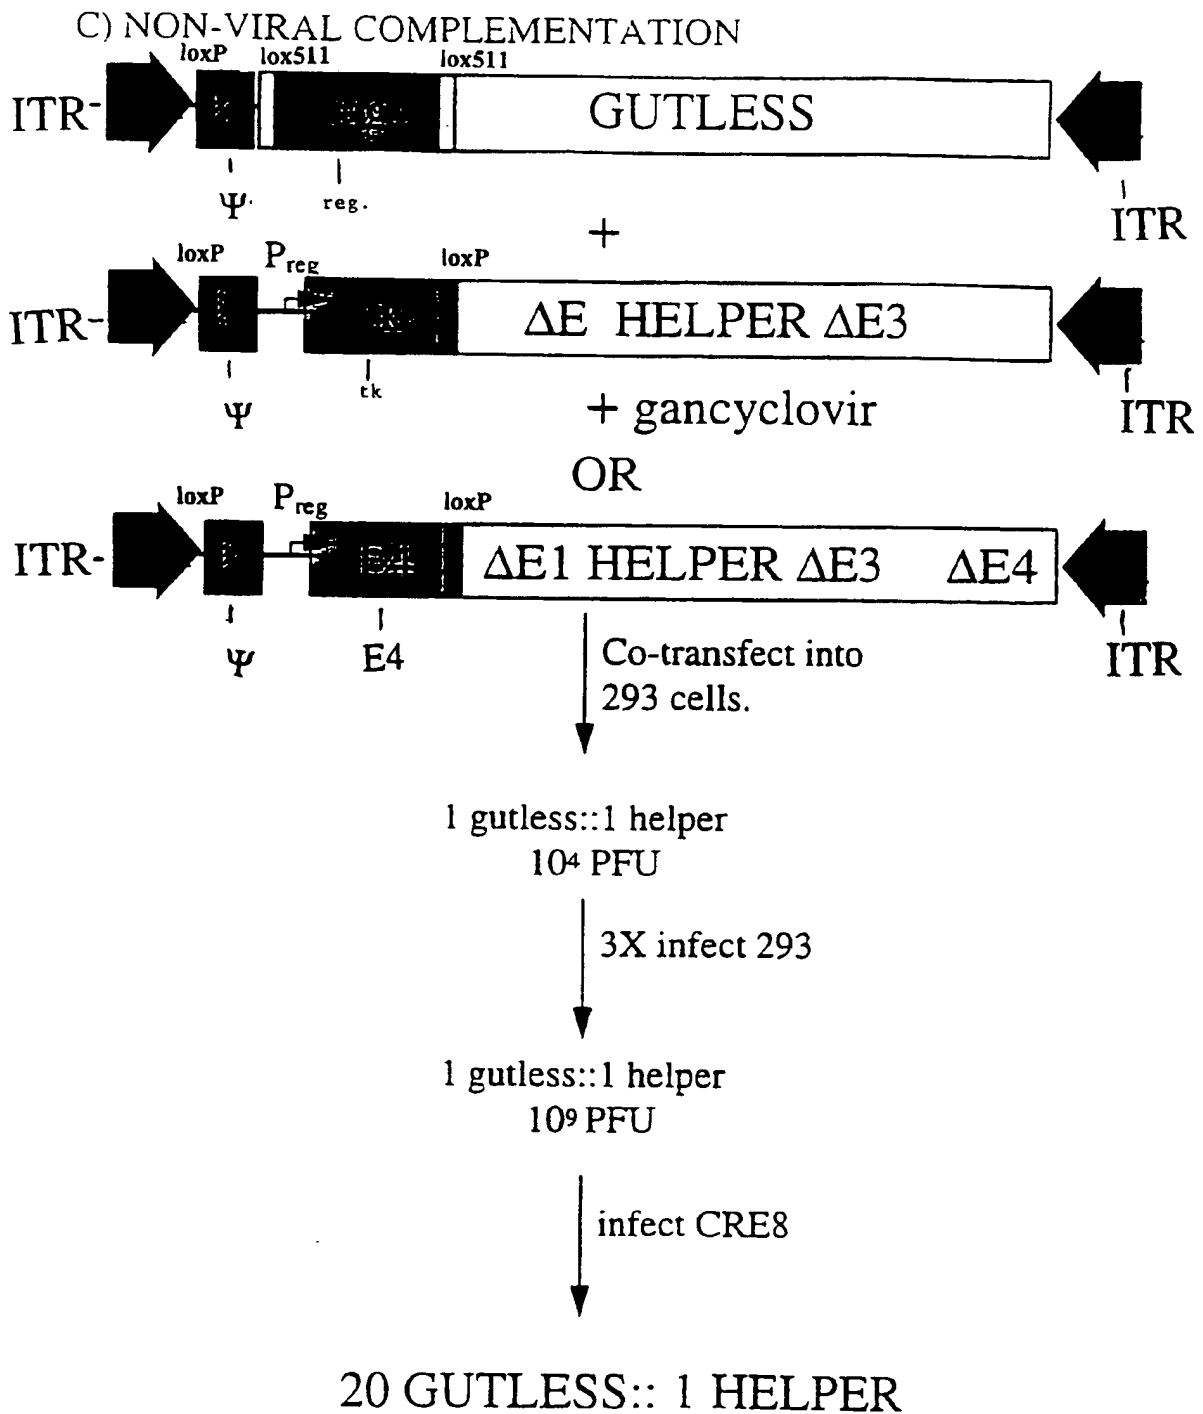 C) NON-VIRAL COMPLEMENTATION
loxP lox511 lox511
ITR- GUTLESS
Ψ reg. ITR
+
loxP Preg loxP
ITR- ΔE HELPER ΔE3
Ψ tk ITR
+ gancyclovir
OR
loxP Preg loxP
ITR- E4 ΔE1 HELPER ΔE3 ΔE4
Ψ E4 ITR
Co-transfect into
293 cells.
1 gutless::1 helper
10⁴ PFU
3X infect 293
1 gutless::1 helper
10⁹ PFU
infect CRE8
20 GUTLESS:: 1 HELPER